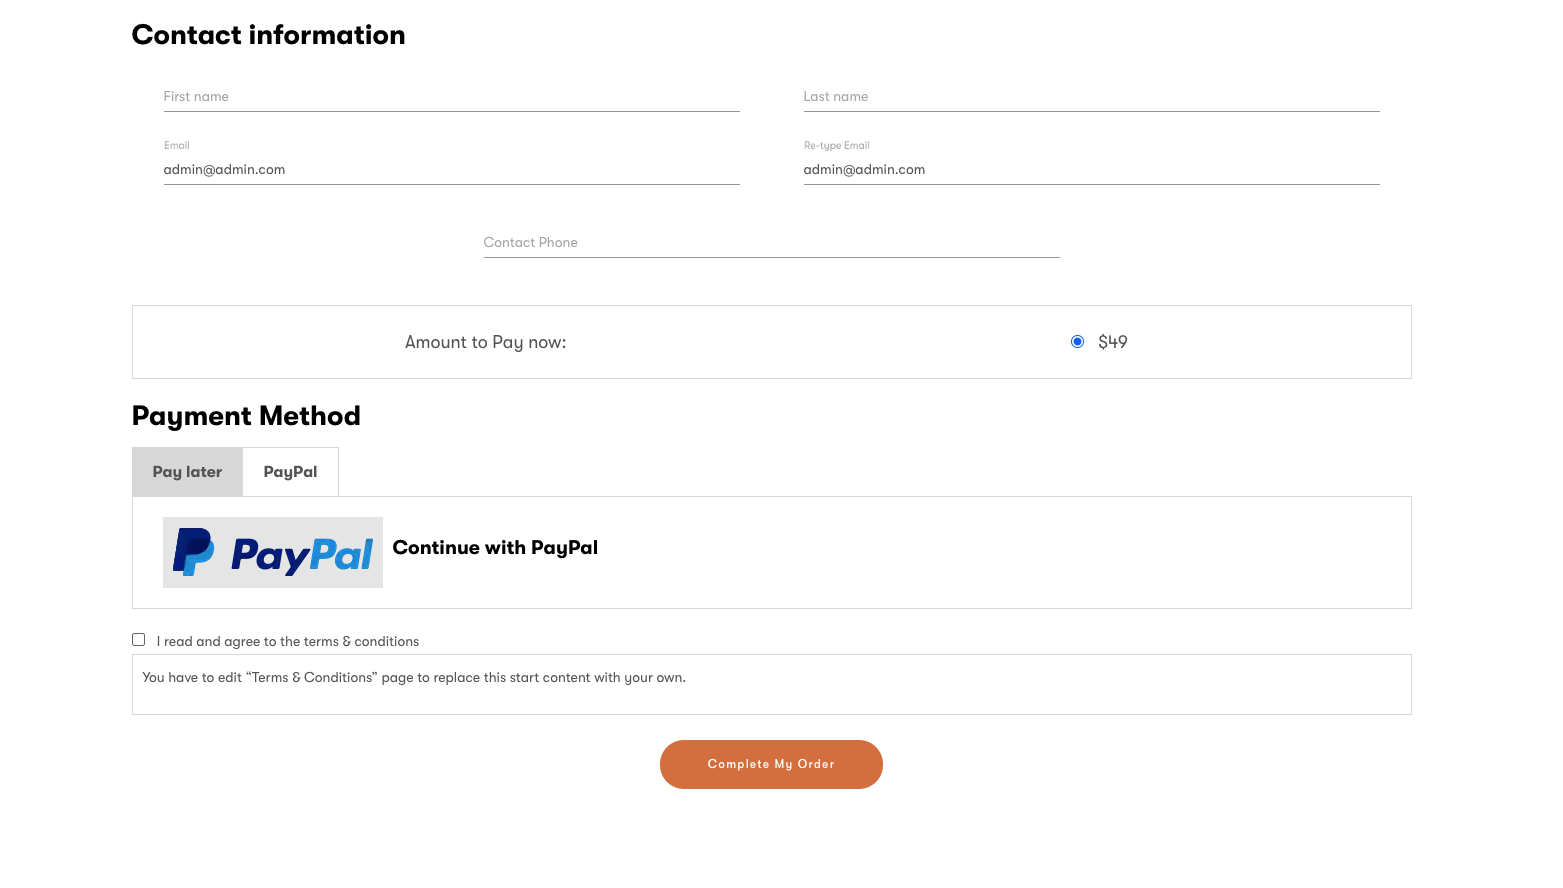 Contact information
First name
Last name
Email
Re-type Email
admin@admin.com
admin@admin.com
Contact Phone
Amount to Pay now:
$49
Payment Method
Pay later
PayPal
PayPal
Continue with PayPal
I read and agree to the terms & conditions
You have to edit “Terms & Conditions” page to replace this start content with your own.
Complete My Order